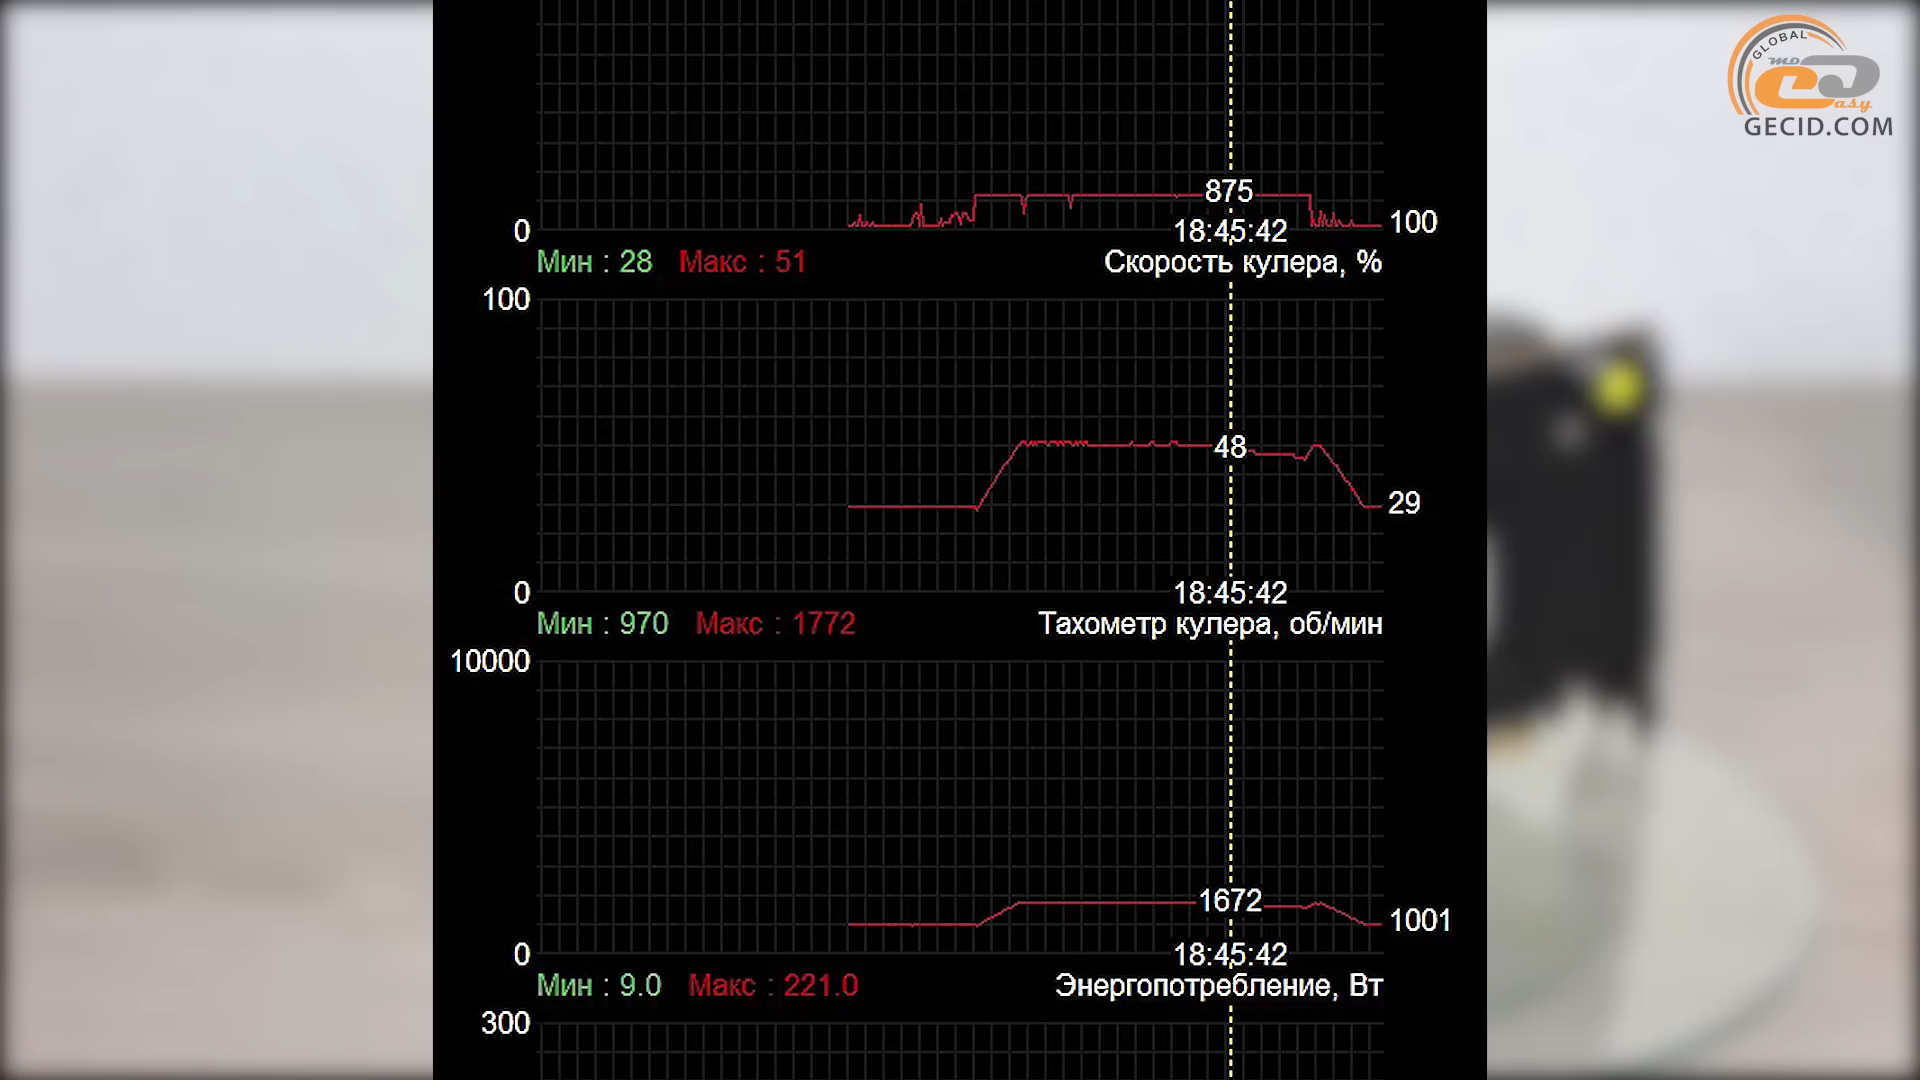 GLOBAL
mo
asy
GECID.COM
875
0
18:45:42
100
Мин : 28 Макс : 51 Скорость кулера, %
100
48
29
0
18:45:42
Мин : 970 Макс : 1772 Тахометр кулера, об/мин
10000
1672
1001
0
18:45:42
Мин : 9.0 Макс : 221.0 Энергопотребление, Вт
300